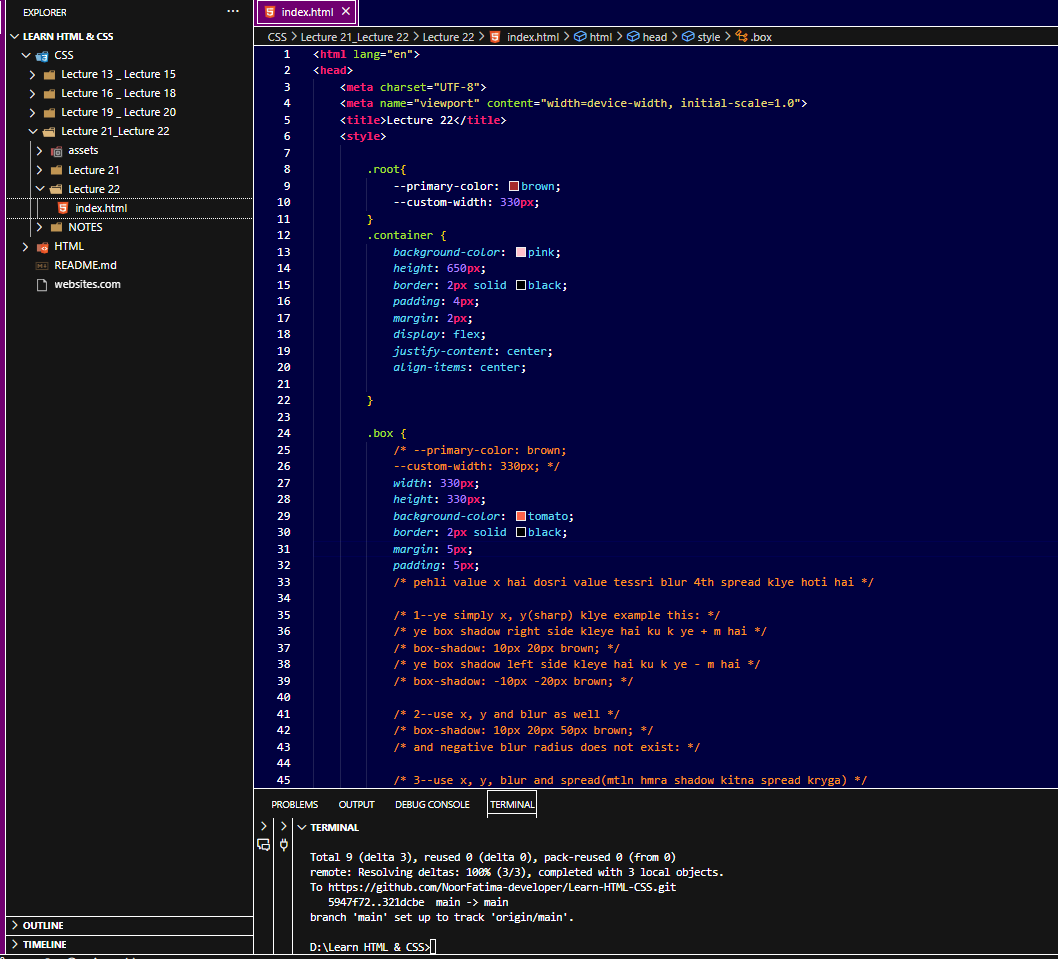 EXPLORER
LEARN HTML & CSS
CSS
Lecture 13 _ Lecture 15
Lecture 16 _ Lecture 18
Lecture 19 _ Lecture 20
Lecture 21_Lecture 22
assets
Lecture 21
Lecture 22
index.html
NOTES
HTML
README.md
websites.com
OUTLINE
TIMELINE
index.html
CSS > Lecture 21_Lecture 22 > Lecture 22 > index.html > html > head > style > .box
1 <html lang="en">
2 <head>
3 <meta charset="UTF-8">
4 <meta name="viewport" content="width=device-width, initial-scale=1.0">
5 <title>Lecture 22</title>
6 <style>
7
8 .root{
9 --primary-color: brown;
10 --custom-width: 330px;
11 }
12 .container {
13 background-color: pink;
14 height: 650px;
15 border: 2px solid black;
16 padding: 4px;
17 margin: 2px;
18 display: flex;
19 justify-content: center;
20 align-items: center;
21
22 }
23
24 .box {
25 /* --primary-color: brown;
26 --custom-width: 330px; */
27 width: 330px;
28 height: 330px;
29 background-color: tomato;
30 border: 2px solid black;
31 margin: 5px;
32 padding: 5px;
33 /* pehli value x hai dosri value tessri blur 4th spread klye hoti hai */
34
35 /* 1--ye simply x, y(sharp) klye example this: */
36 /* ye box shadow right side kleye hai ku k ye + m hai */
37 /* box-shadow: 10px 20px brown; */
38 /* ye box shadow left side kleye hai ku k ye - m hai */
39 /* box-shadow: -10px -20px brown; */
40
41 /* 2--use x, y and blur as well */
42 /* box-shadow: 10px 20px 50px brown; */
43 /* and negative blur radius does not exist: */
44
45 /* 3--use x, y, blur and spread(mtln hmra shadow kitna spread kryga) */
PROBLEMS OUTPUT DEBUG CONSOLE TERMINAL
TERMINAL
Total 9 (delta 3), reused 0 (delta 0), pack-reused 0 (from 0)
remote: Resolving deltas: 100% (3/3), completed with 3 local objects.
To https://github.com/NoorFatima-developer/Learn-HTML-CSS.git
5947f72..321dcbe main -> main
branch 'main' set up to track 'origin/main'.
D:\Learn HTML & CSS>